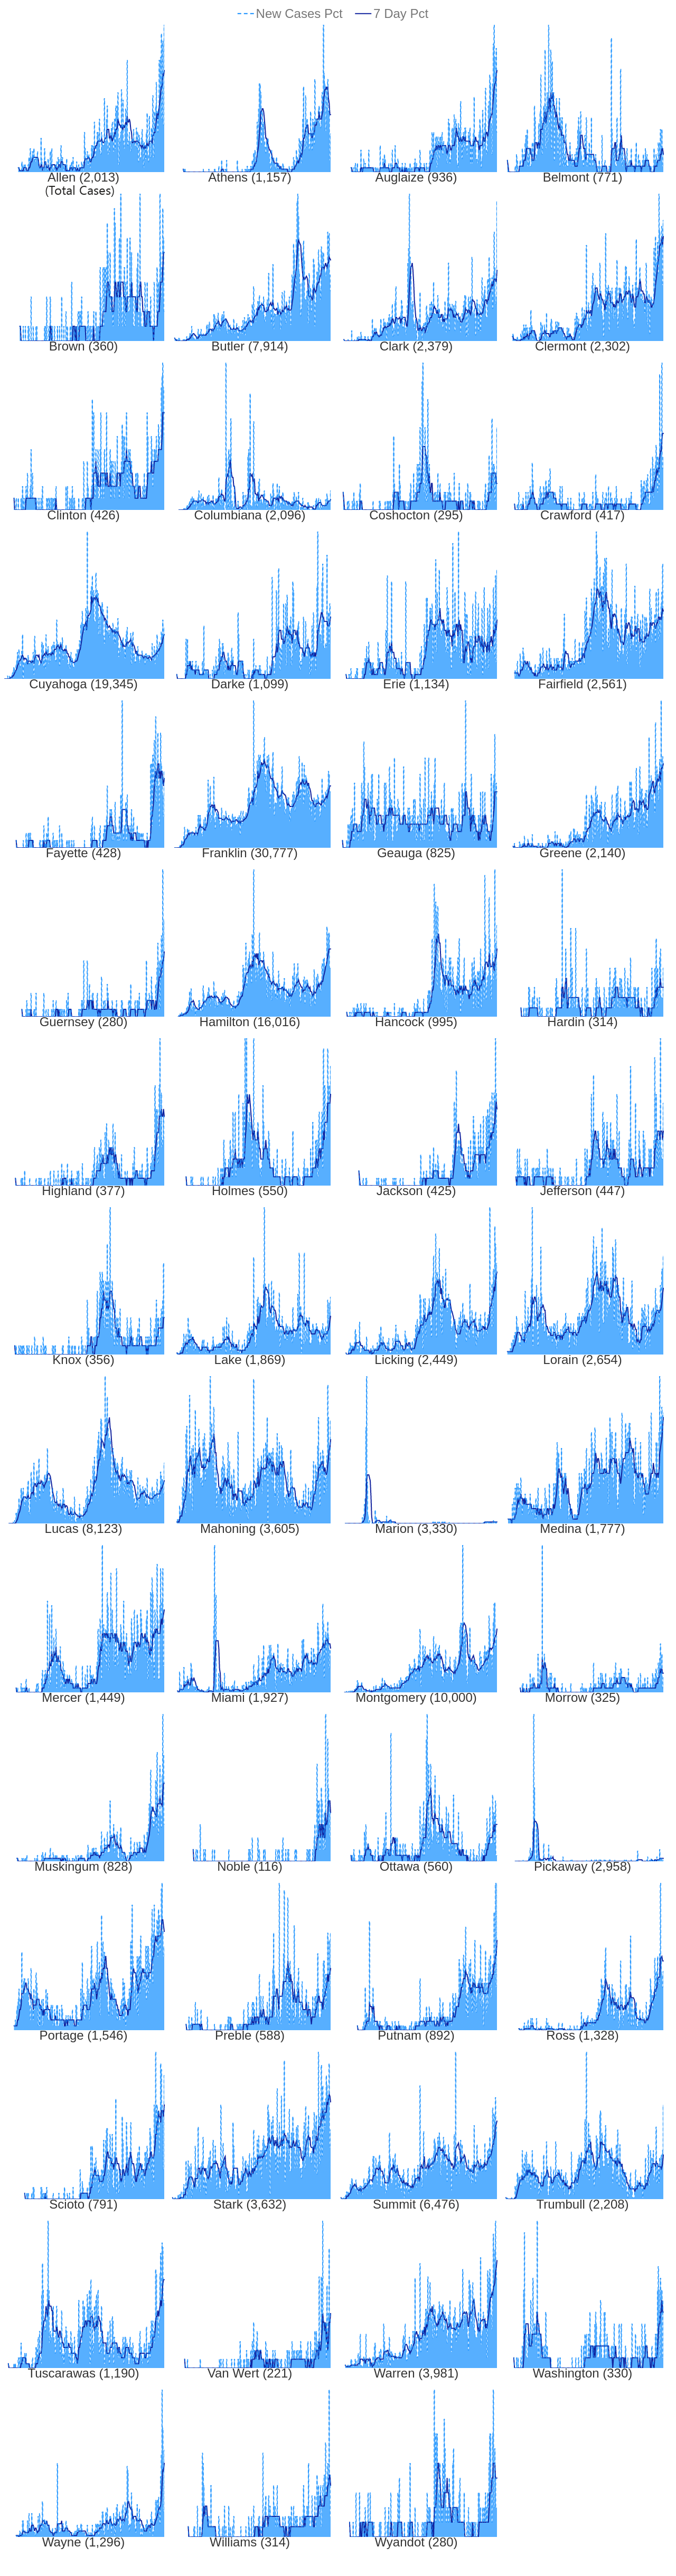 New Cases Pct 7 Day Pct
Allen (2,013) Athens (1,157) Auglaize (936) Belmont (771)
(Total Cases)
Brown (360) Butler (7,914) Clark (2,379) Clermont (2,302)
Clinton (426) Columbiana (2,096) Coshocton (295) Crawford (417)
Cuyahoga (19,345) Darke (1,099) Erie (1,134) Fairfield (2,561)
Fayette (428) Franklin (30,777) Geauga (825) Greene (2,140)
Guernsey (280) Hamilton (16,016) Hancock (995) Hardin (314)
Highland (377) Holmes (550) Jackson (425) Jefferson (447)
Knox (356) Lake (1,869) Licking (2,449) Lorain (2,654)
Lucas (8,123) Mahoning (3,605) Marion (3,330) Medina (1,777)
Mercer (1,449) Miami (1,927) Montgomery (10,000) Morrow (325)
Muskingum (828) Noble (116) Ottawa (560) Pickaway (2,958)
Portage (1,546) Preble (588) Putnam (892) Ross (1,328)
Scioto (791) Stark (3,632) Summit (6,476) Trumbull (2,208)
Tuscarawas (1,190) Van Wert (221) Warren (3,981) Washington (330)
Wayne (1,296) Williams (314) Wyandot (280)